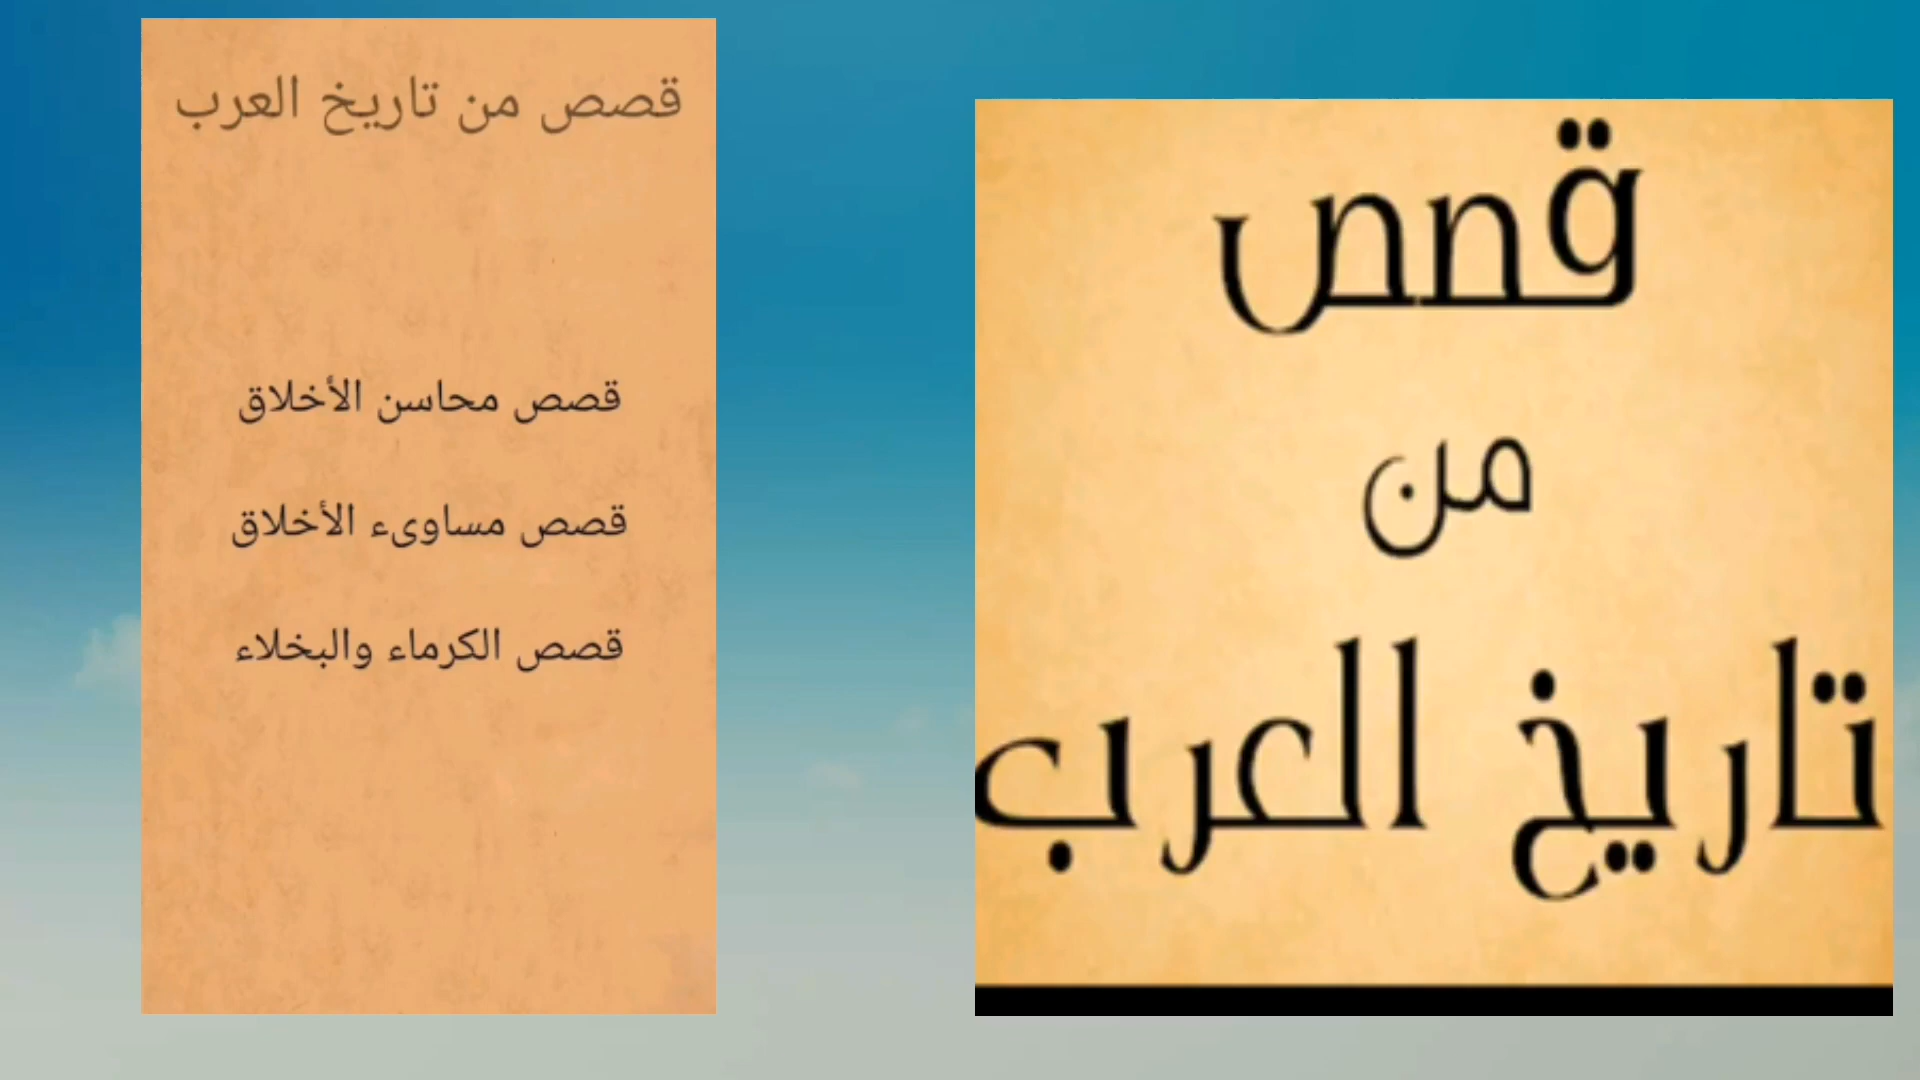 قصص من تاريخ العرب
قصص محاسن الأخلاق
قصص مساوىء الأخلاق
قصص الكرماء والبخلاء
قصص
من
تاريخ العرب